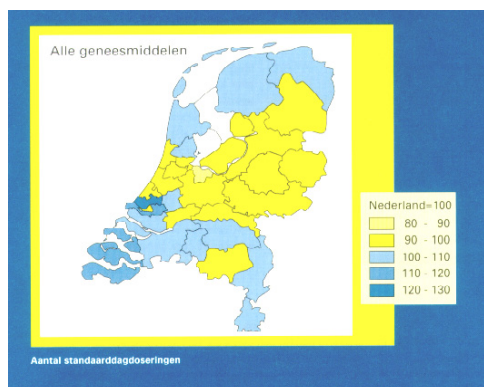 Alle geneesmiddelen
Nederland=100
80 - 90
90 - 100
100 - 110
110 - 120
120 - 130
Aantal standaarddagdoseringen